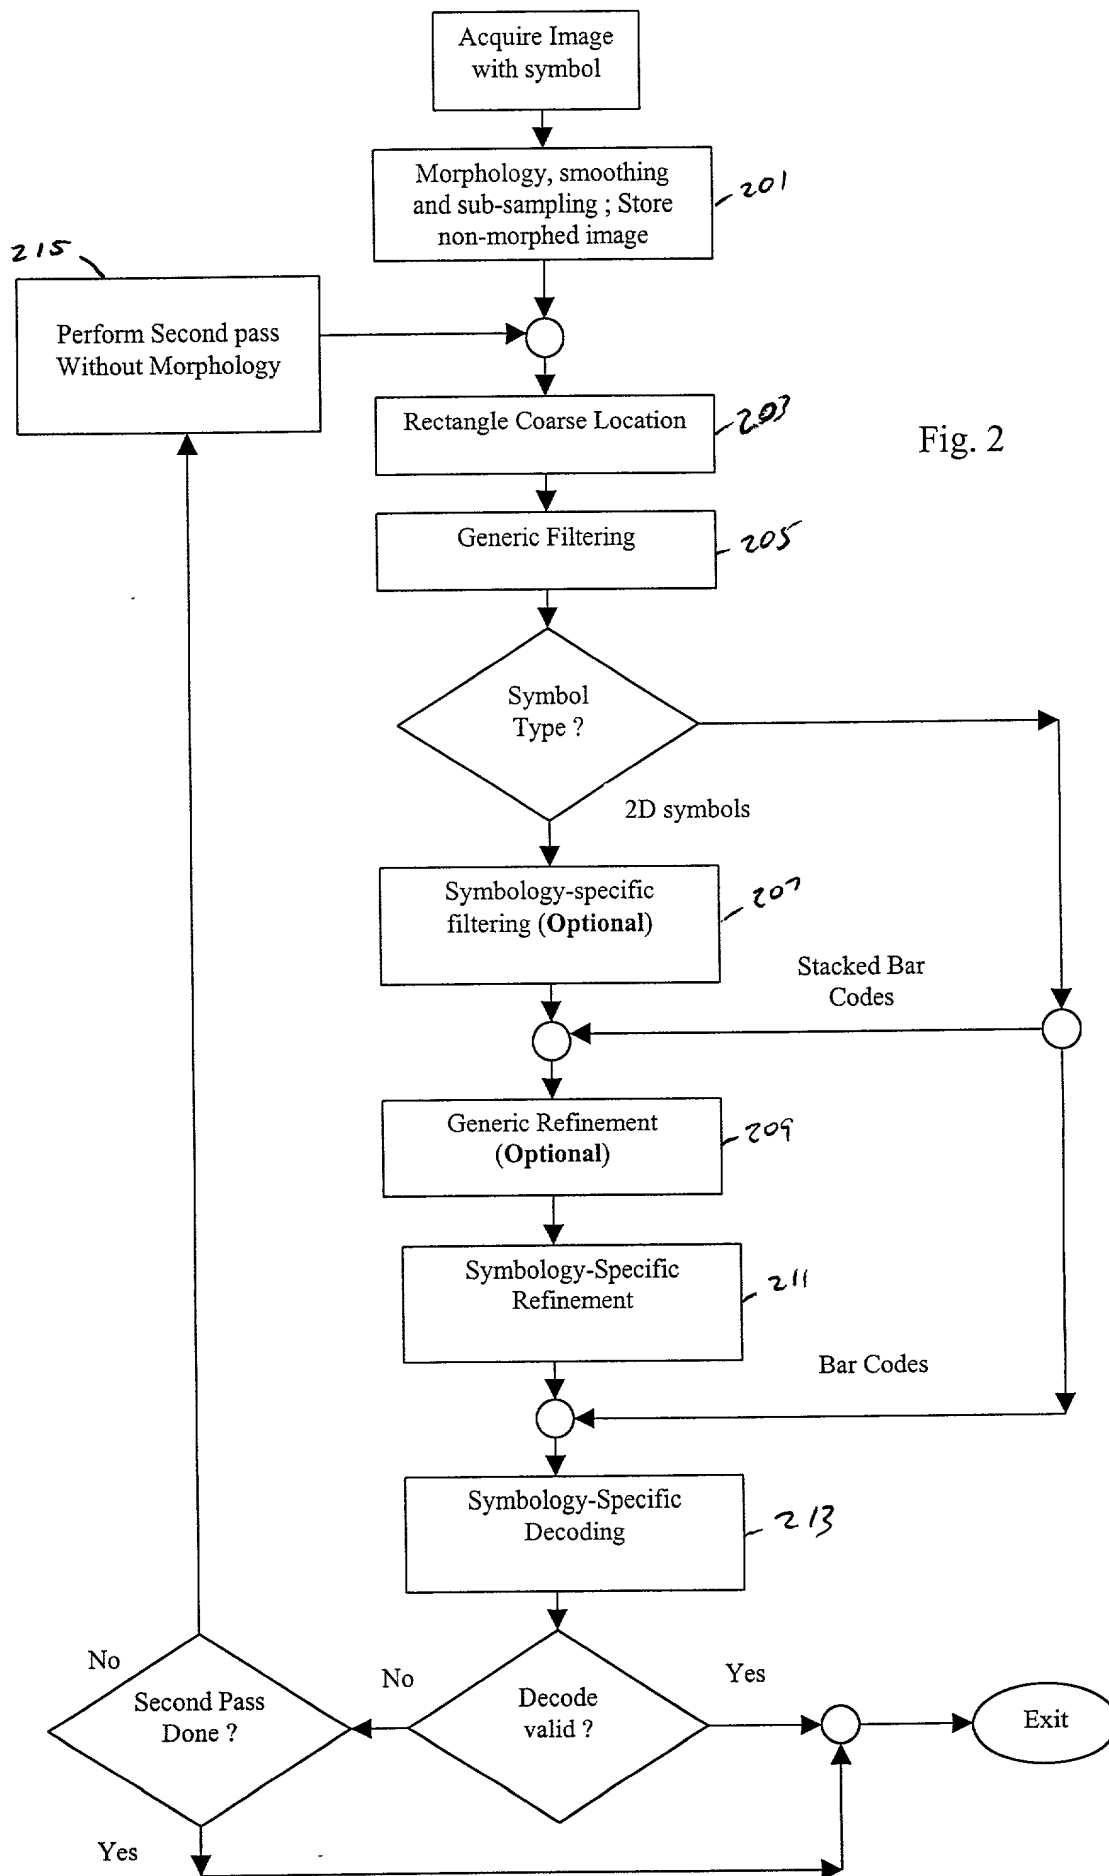 Acquire Image
with symbol
Morphology, smoothing
and sub-sampling ; Store
non-morphed image
201
215
Perform Second pass
Without Morphology
Rectangle Coarse Location
203
Fig. 2
Generic Filtering
205
Symbol
Type ?
2D symbols
Symbology-specific
filtering (Optional)
207
Stacked Bar
Codes
Generic Refinement
(Optional)
209
Symbology-Specific
Refinement
211
Bar Codes
Symbology-Specific
Decoding
213
No
Second Pass
Done ?
No
Decode
valid ?
Yes
Exit
Yes